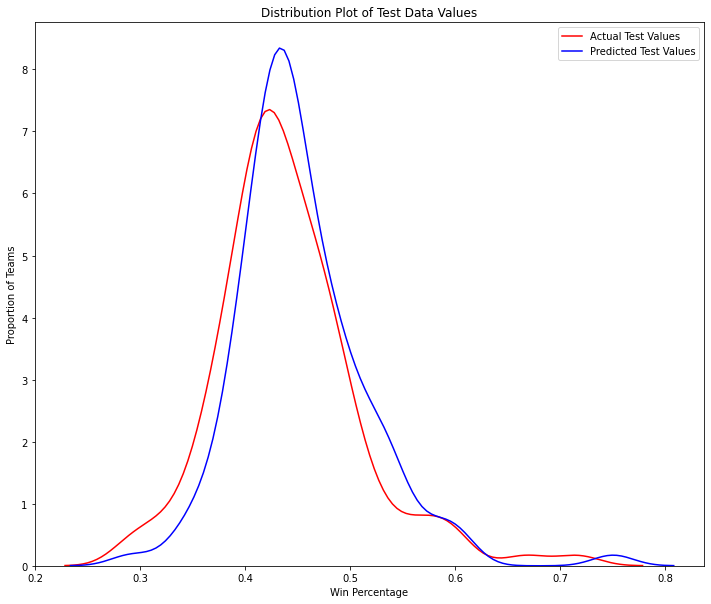 Distribution Plot of Test Data Values
Actual Test Values
Predicted Test Values
Proportion of Teams
8
7
6
5
4
3
2
1
0
0.2 0.3 0.4 0.5 0.6 0.7 0.8
Win Percentage